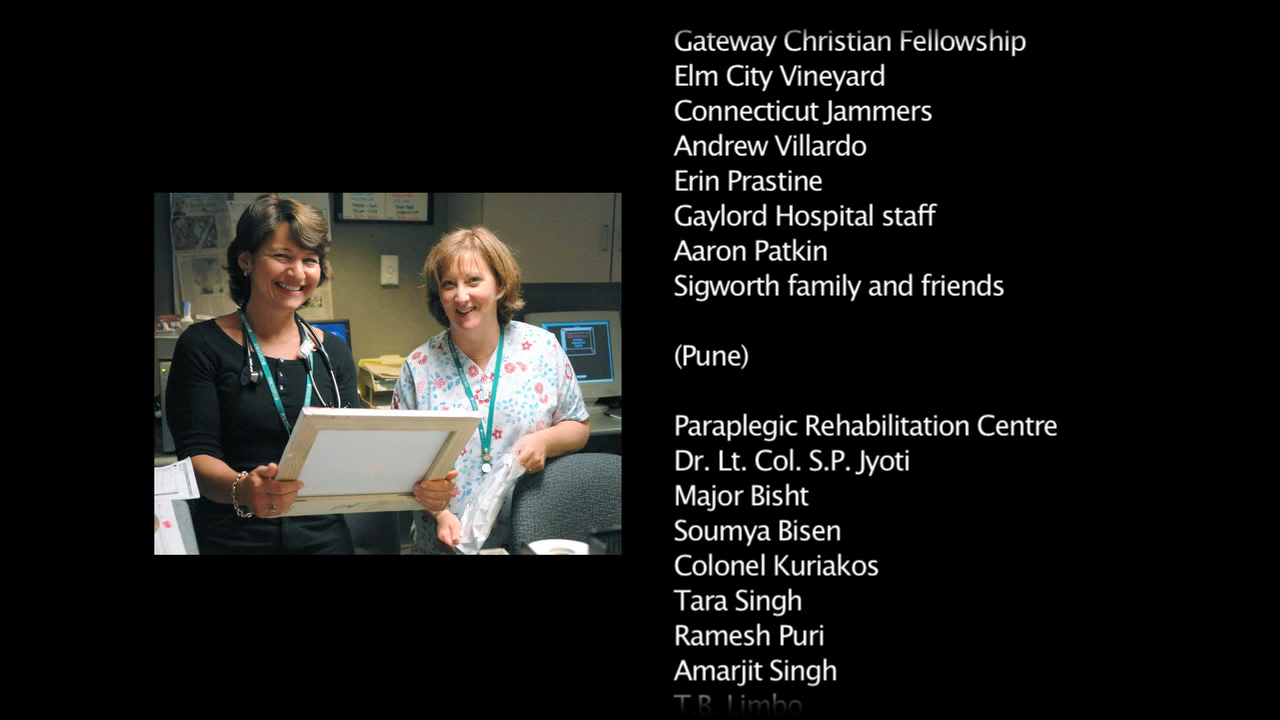 Gateway Christian Fellowship
Elm City Vineyard
Connecticut Jammers
Andrew Villardo
Erin Prastine
Gaylord Hospital staff
Aaron Patkin
Sigworth family and friends
(Pune)
Paraplegic Rehabilitation Centre
Dr. Lt. Col. S.P. Jyoti
Major Bisht
Soumya Bisen
Colonel Kuriakos
Tara Singh
Ramesh Puri
Amarjit Singh
T.B. Limbo